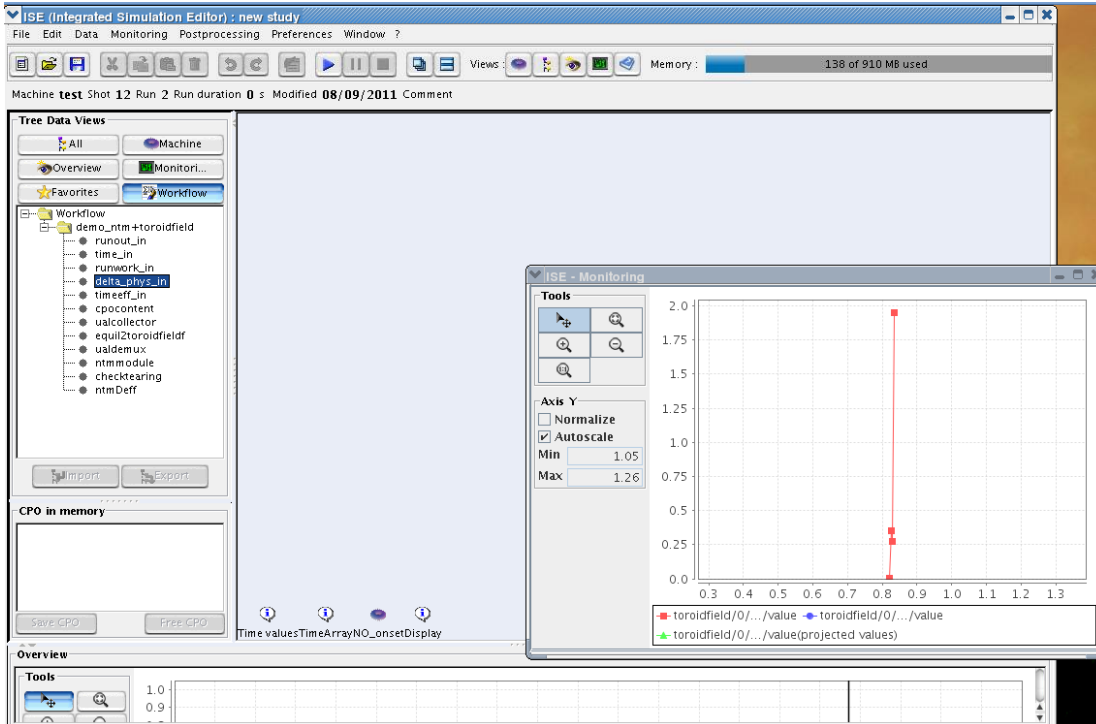 ISE (Integrated Simulation Editor) : new study
File Edit Data Monitoring Postprocessing Preferences Window ?
Views : Memory : 138 of 910 MB used
Machine test Shot 12 Run 2 Run duration 0 s Modified 08/09/2011 Comment
Tree Data Views
All Machine
Overview Monitori...
Favorites Workflow
Workflow
demo_ntm+toroidfield
runout_in
time_in
runwork_in
delta_phys_in
timeeff_in
cpocontent
ualcollector
equil2toroidfieldf
ualdemux
ntmmodule
checktearing
ntmDeff
Import Export
CPO in memory
Save CPO Free CPO
Time values TimeArray NO_onset Display
ISE - Monitoring
Tools
Axis Y
Normalize
Autoscale
Min 1.05
Max 1.26
2.0
1.75
1.5
1.25
1.0
0.75
0.5
0.25
0.0
0.3 0.4 0.5 0.6 0.7 0.8 0.9 1.0 1.1 1.2 1.3
toroidfield/0/.../value toroidfield/0/.../value
toroidfield/0/.../value(projected values)
Overview
Tools
1.0
0.9